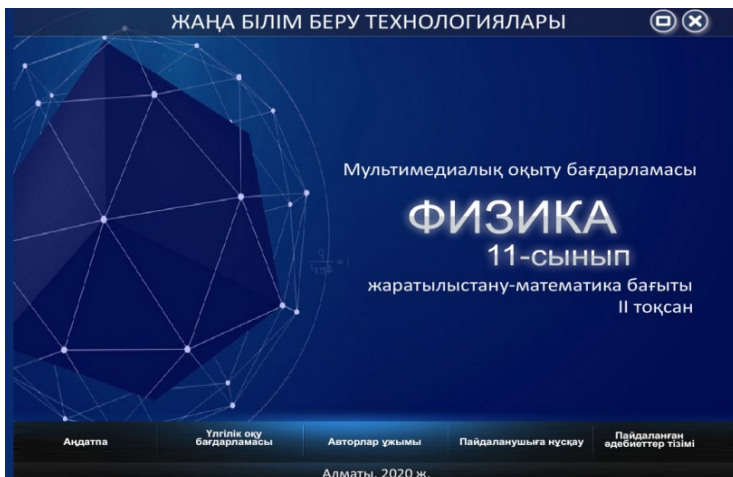 ЖАҢА БІЛІМ БЕРУ ТЕХНОЛОГИЯЛАРЫ
Мультимедиалық оқыту бағдарламасы
ФИЗИКА
11-сынып
жаратылыстану-математика бағыты
II тоқсан
Аңдатпа
Үлгілік оқу
бағдарламасы
Авторлар ұжымы
Пайдаланушыға нұсқау
Пайдаланған
әдебиеттер тізімі
Алматы, 2020 ж.